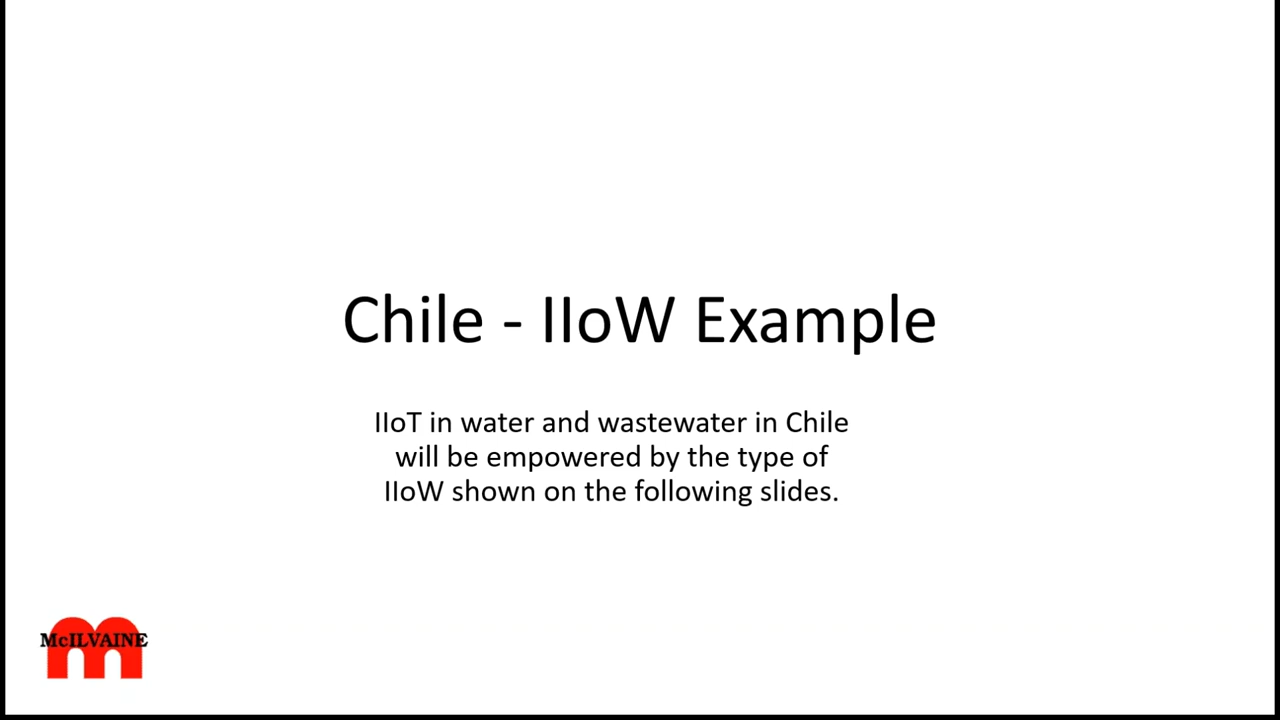 Chile - IIoW Example
IIoT in water and wastewater in Chile
will be empowered by the type of
IIoW shown on the following slides.
McILVAINE